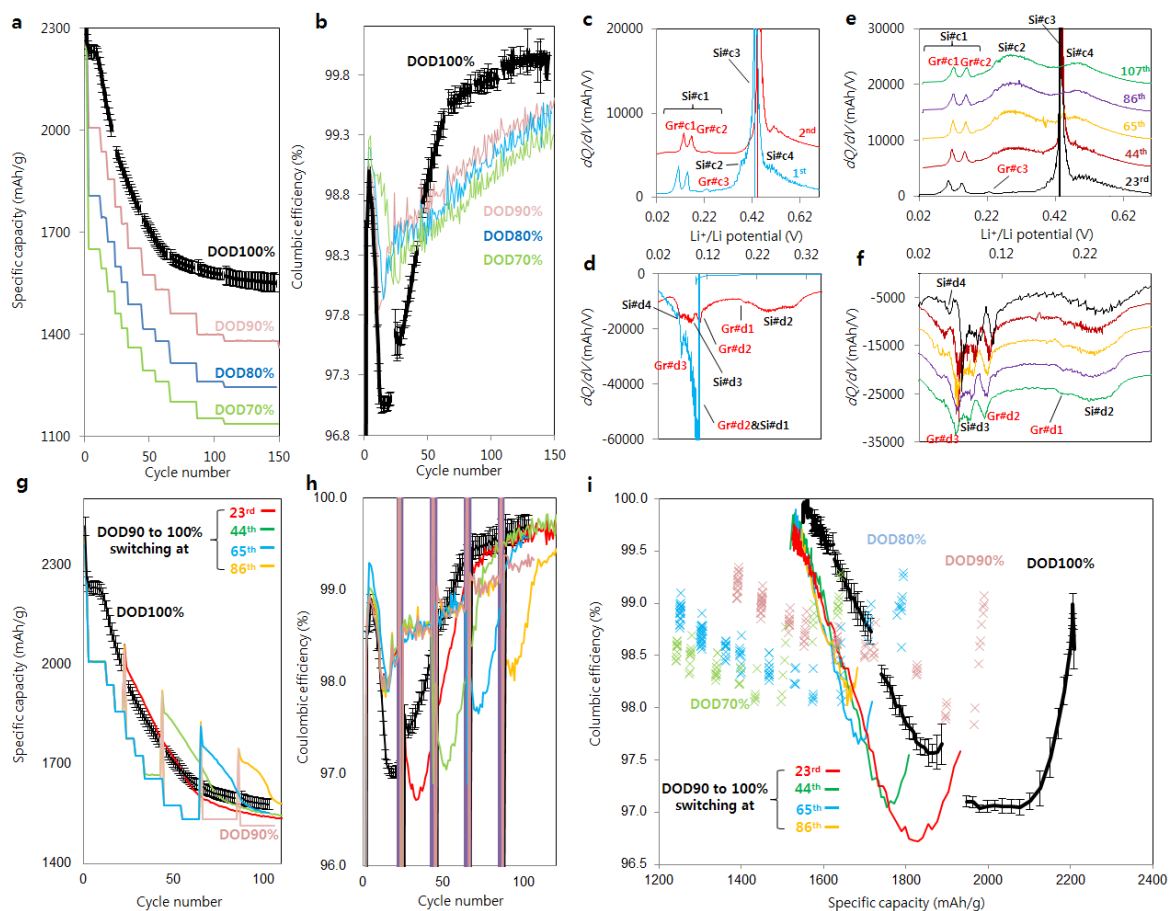 a
2300
2000
1700
1400
1100
Specific capacity (mAh/g)
DOD100%
DOD90%
DOD80%
DOD70%
0
50
100
150
Cycle number
b
99.8
99.3
98.8
98.3
97.8
97.3
96.8
Columbic efficiency (%)
DOD100%
DOD90%
DOD80%
DOD70%
0
50
100
150
Cycle number
c
20000
10000
0
dQ/dV (mAh/V)
Si#c3
Si#c1
Gr#c1
Gr#c2
2nd
Si#c2
Si#c4
Gr#c3
1st
0.02
0.22
0.42
0.62
Li+/Li potential (V)
0.02
0.12
0.22
0.32
d
0
-20000
-40000
-60000
dQ/dV (mAh/V)
Si#d4
Gr#d1
Si#d2
Gr#d2
Gr#d3
Si#d3
Gr#d2&Si#d1
e
30000
20000
10000
0
dQ/dV (mAh/V)
Si#c3
Si#c1
Si#c2
Si#c4
Gr#c1
Gr#c2
107th
86th
65th
44th
Gr#c3
23rd
0.02
0.22
0.42
0.62
Li+/Li potential (V)
0.02
0.12
0.22
f
-5000
-15000
-25000
-35000
dQ/dV (mAh/V)
Si#d4
Gr#d2
Si#d2
Gr#d3
Si#d3
Gr#d1
g
2300
2000
1700
1400
Specific capacity (mAh/g)
DOD90 to 100%
switching at
23rd
44th
65th
86th
DOD100%
DOD90%
0
50
100
Cycle number
h
100.0
99.0
98.0
97.0
96.0
Coulombic efficiency (%)
0
50
100
Cycle number
i
100.0
99.5
99.0
98.5
98.0
97.5
97.0
96.5
Columbic efficiency (%)
DOD80%
DOD90%
DOD100%
DOD70%
DOD90 to 100%
switching at
23rd
44th
65th
86th
1200
1400
1600
1800
2000
2200
2400
Specific capacity (mAh/g)